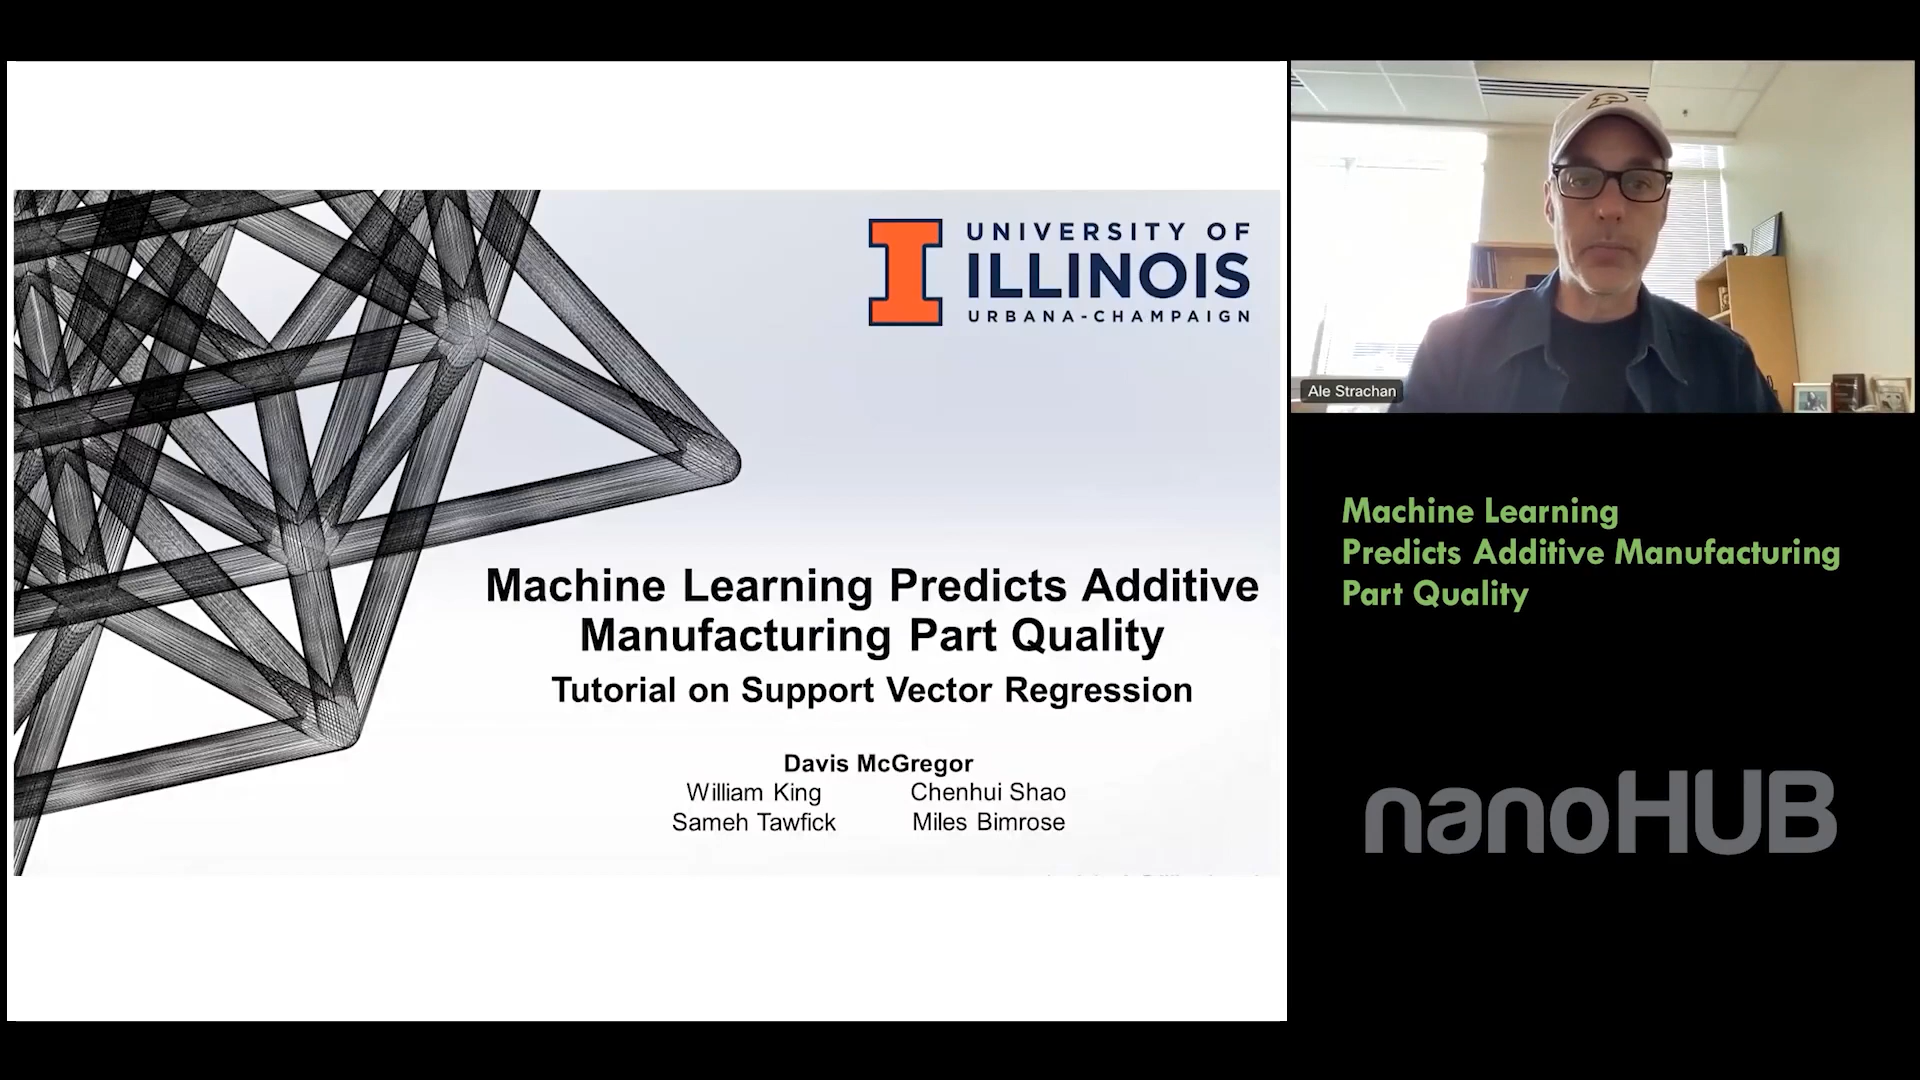 UNIVERSITY OF
ILLINOIS
URBANA-CHAMPAIGN
Machine Learning Predicts Additive
Manufacturing Part Quality
Tutorial on Support Vector Regression
Davis McGregor
William King Chenhui Shao
Sameh Tawfick Miles Bimrose
Ale Strachan
Machine Learning
Predicts Additive Manufacturing
Part Quality
nanoHUB